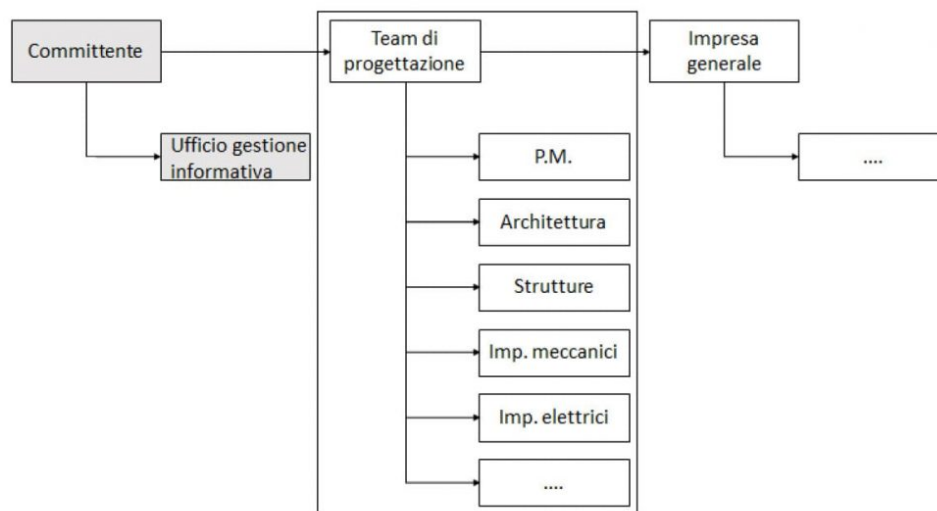 Committente
Team di
progettazione
Impresa
generale
Ufficio gestione
informativa
P.M.
....
Architettura
Strutture
Imp. meccanici
Imp. elettrici
....